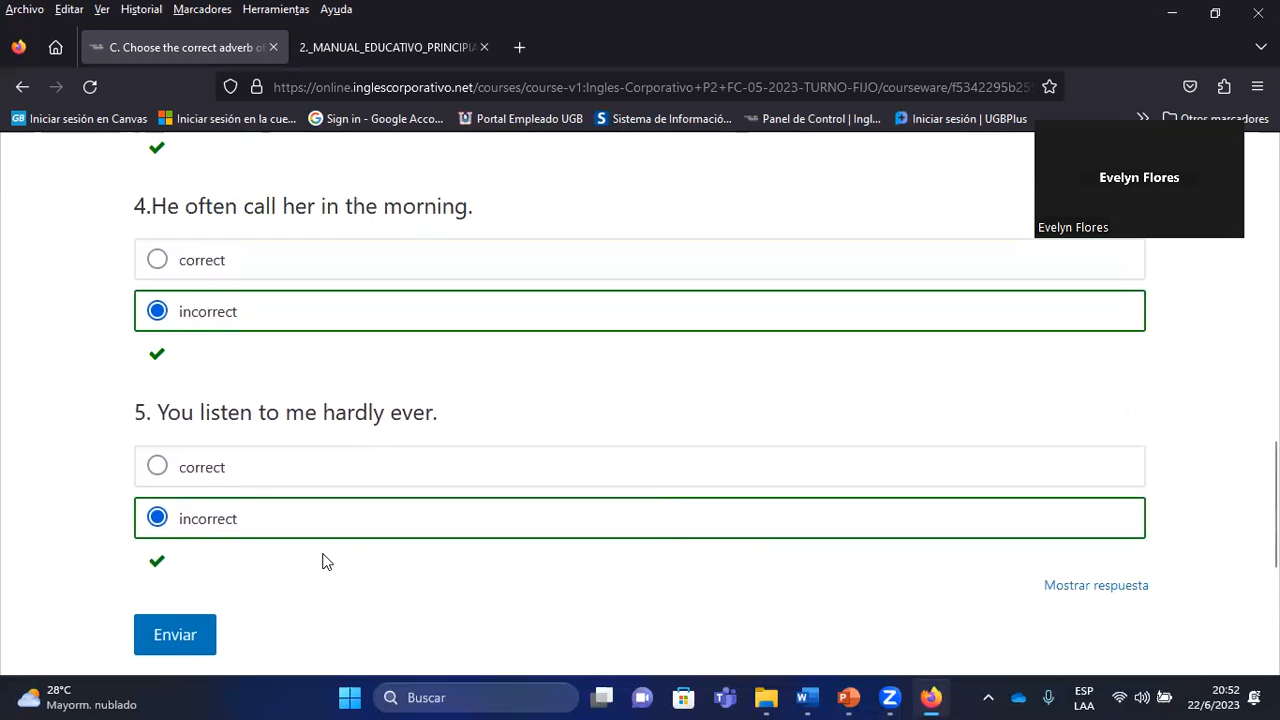 Archivo Editar Ver Historial Marcadores Herramientas Ayuda
C. Choose the correct adverb of
2._MANUAL_EDUCATIVO_PRINCIPIA
https://online.inglescorporativo.net/courses/course-v1:Ingles-Corporativo+P2+FC-05-2023-TURNO-FIJO/courseware/f5342295b25
Iniciar sesión en Canvas Iniciar sesión en la cue... Sign in - Google Acco... Portal Empleado UGB Sistema de Informació... Panel de Control | Ingl... Iniciar sesión | UGBPlus Otros marcadores
Evelyn Flores
Evelyn Flores
4.He often call her in the morning.
correct
incorrect
5. You listen to me hardly ever.
correct
incorrect
Mostrar respuesta
Enviar
28°C
Mayorm. nublado
Buscar
ESP
LAA
20:52
22/6/2023